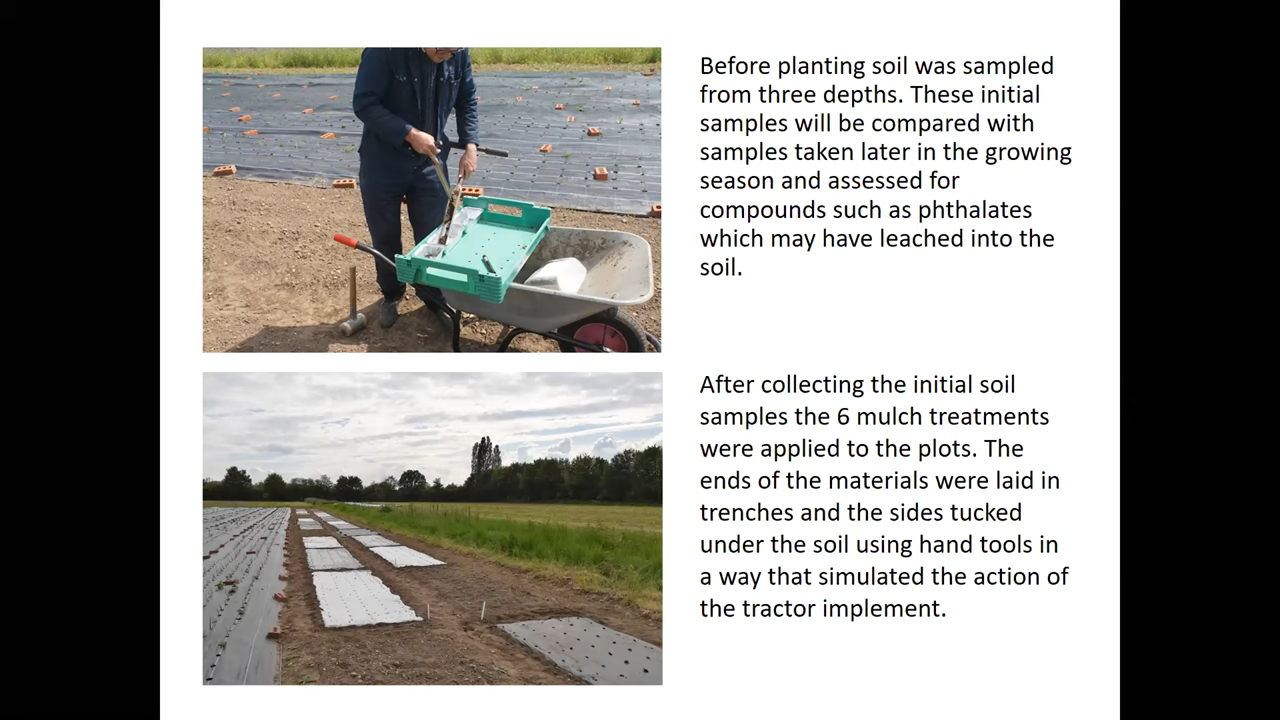 Before planting soil was sampled
from three depths. These initial
samples will be compared with
samples taken later in the growing
season and assessed for
compounds such as phthalates
which may have leached into the
soil.
After collecting the initial soil
samples the 6 mulch treatments
were applied to the plots. The
ends of the materials were laid in
trenches and the sides tucked
under the soil using hand tools in
a way that simulated the action of
the tractor implement.